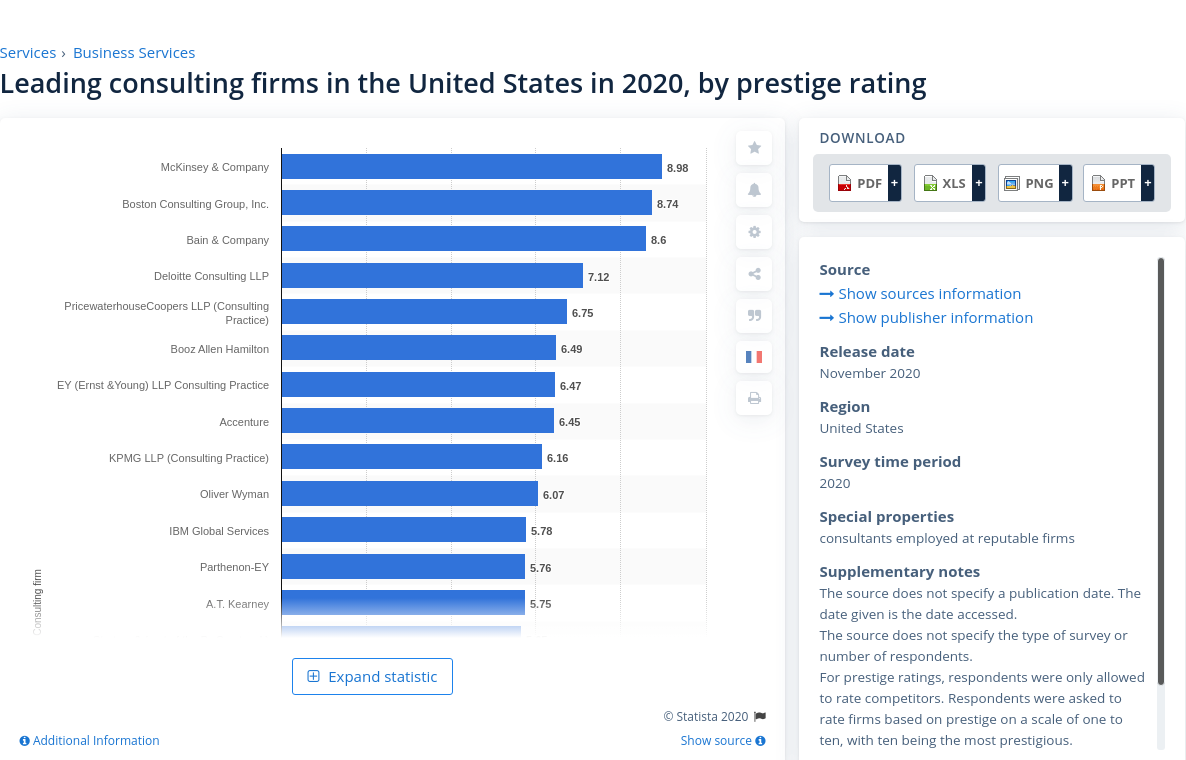 Services › Business Services
Leading consulting firms in the United States in 2020, by prestige rating
McKinsey & Company 8.98
Boston Consulting Group, Inc. 8.74
Bain & Company 8.6
Deloitte Consulting LLP 7.12
PricewaterhouseCoopers LLP (Consulting
Practice) 6.75
Booz Allen Hamilton 6.49
EY (Ernst &Young) LLP Consulting Practice 6.47
Accenture 6.45
KPMG LLP (Consulting Practice) 6.16
Oliver Wyman 6.07
IBM Global Services 5.78
Parthenon-EY 5.76
A.T. Kearney 5.75
Consulting firm
Expand statistic
© Statista 2020
Additional Information
Show source
DOWNLOAD
PDF + XLS + PNG + PPT +
Source
Show sources information
Show publisher information
Release date
November 2020
Region
United States
Survey time period
2020
Special properties
consultants employed at reputable firms
Supplementary notes
The source does not specify a publication date. The
date given is the date accessed.
The source does not specify the type of survey or
number of respondents.
For prestige ratings, respondents were only allowed
to rate competitors. Respondents were asked to
rate firms based on prestige on a scale of one to
ten, with ten being the most prestigious.